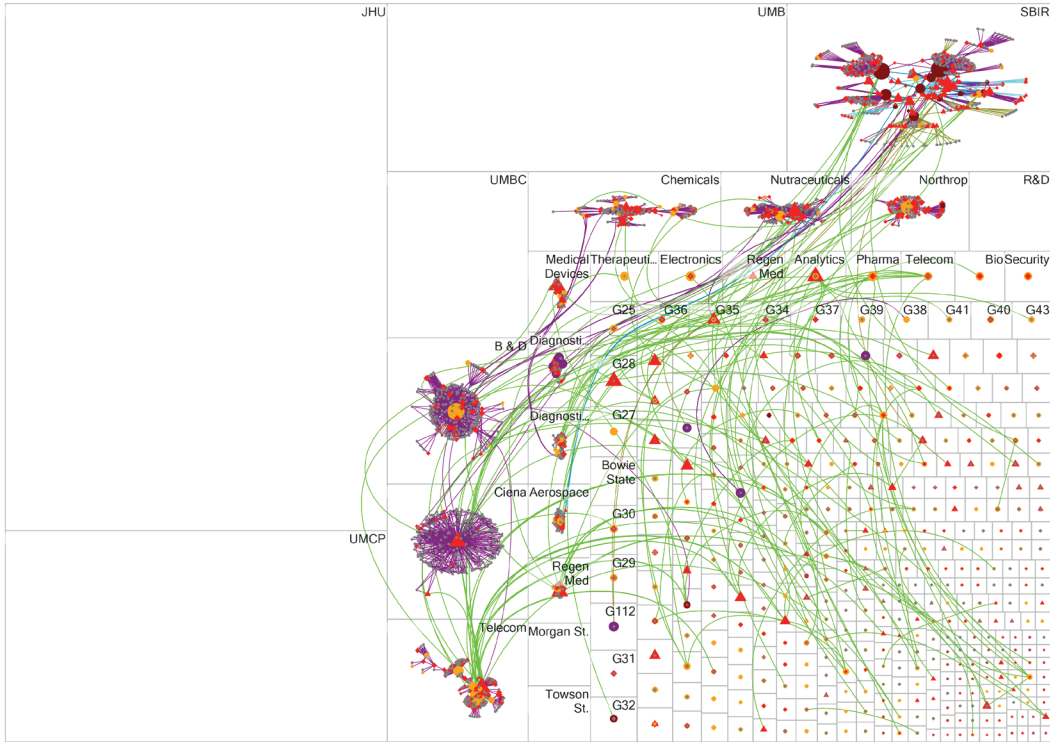 JHU
UMB
SBIR
UMBC
Chemicals
Nutraceuticals
Northrop
R&D
Medical
Devices
Therapeuti...
Electronics
Regen
Med
Analytics
Pharma
Telecom
BioSecurity
G25
G36
G35
G34
G37
G39
G38
G41
G40
G43
B & D
Diagnosti...
G28
Diagnosti...
G27
Bowie
State
Ciena
Aerospace
G30
UMCP
Regen
Med
G29
G112
Telecom
Morgan St.
G31
Towson
St.
G32